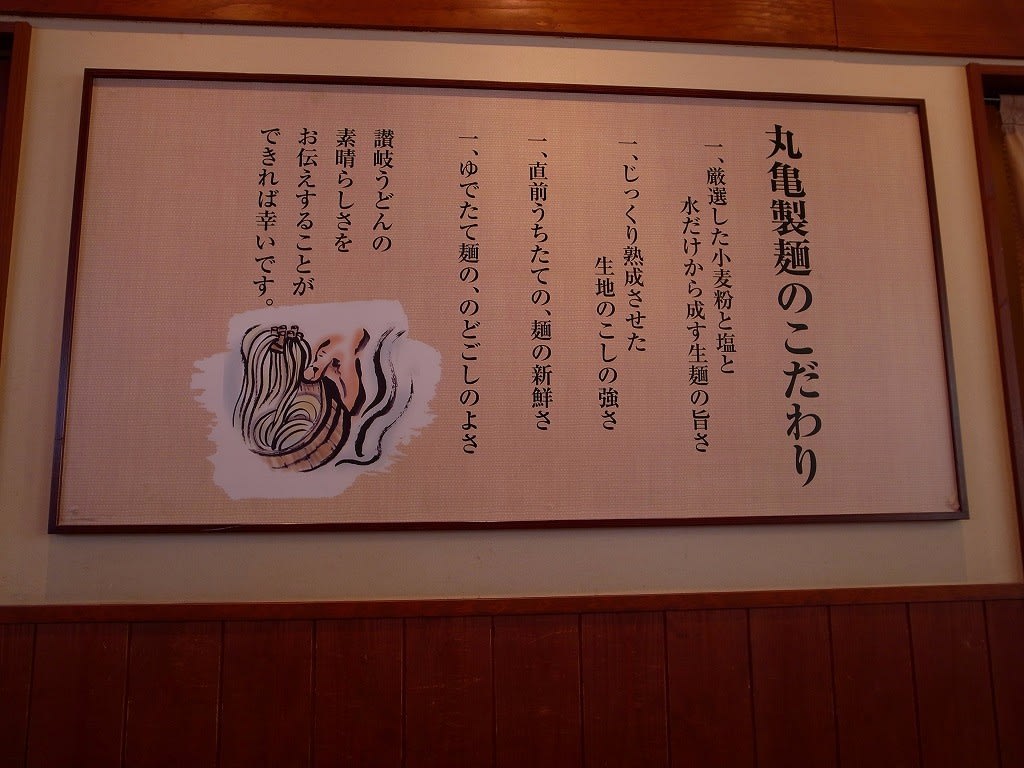 丸亀製麺のこだわり
一、厳選した小麦粉と塩と
水だけから成す生麺の旨さ
一、じっくり熟成させた
生地のこしの強さ
一、直前うちたての、麺の新鮮さ
一、ゆでたて麺の、のどごしのよさ
讃岐うどんの
素晴らしさを
お伝えすることが
できれば幸いです。